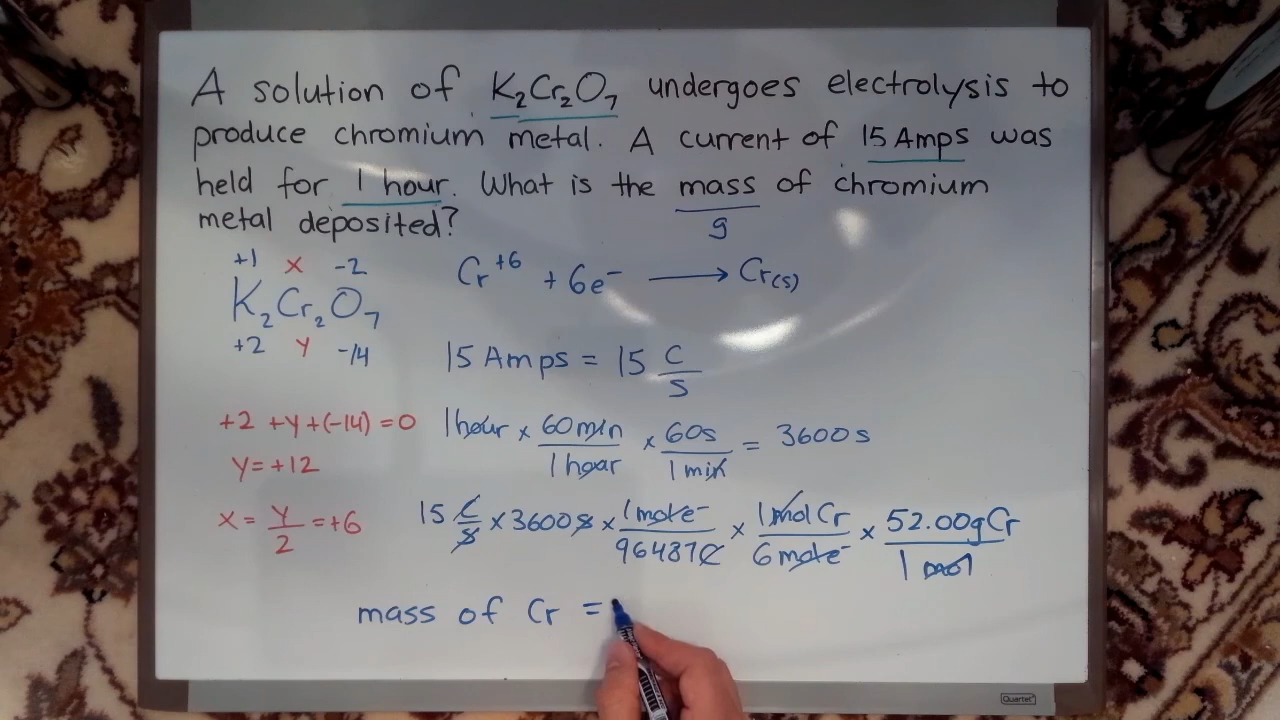 A solution of K₂Cr₂O₇ undergoes electrolysis to
produce chromium metal. A current of 15 Amps was
held for 1 hour. What is the mass of chromium
metal deposited?
g
+1 x -2
K₂Cr₂O₇
+2 y -14
+2 + y + (-14) = 0
y = +12
x = y/2 = +6
Cr⁺⁶ + 6e⁻ ⟶ Cr(s)
15 Amps = 15 C/s
1 hour × 60 min/1 hour × 60s/1 min = 3600 s
15 C/s × 3600 s × 1 mol e⁻/96487 C × 1 mol Cr/6 mol e⁻ × 52.00 g Cr/1 mol
mass of Cr =
Quartet